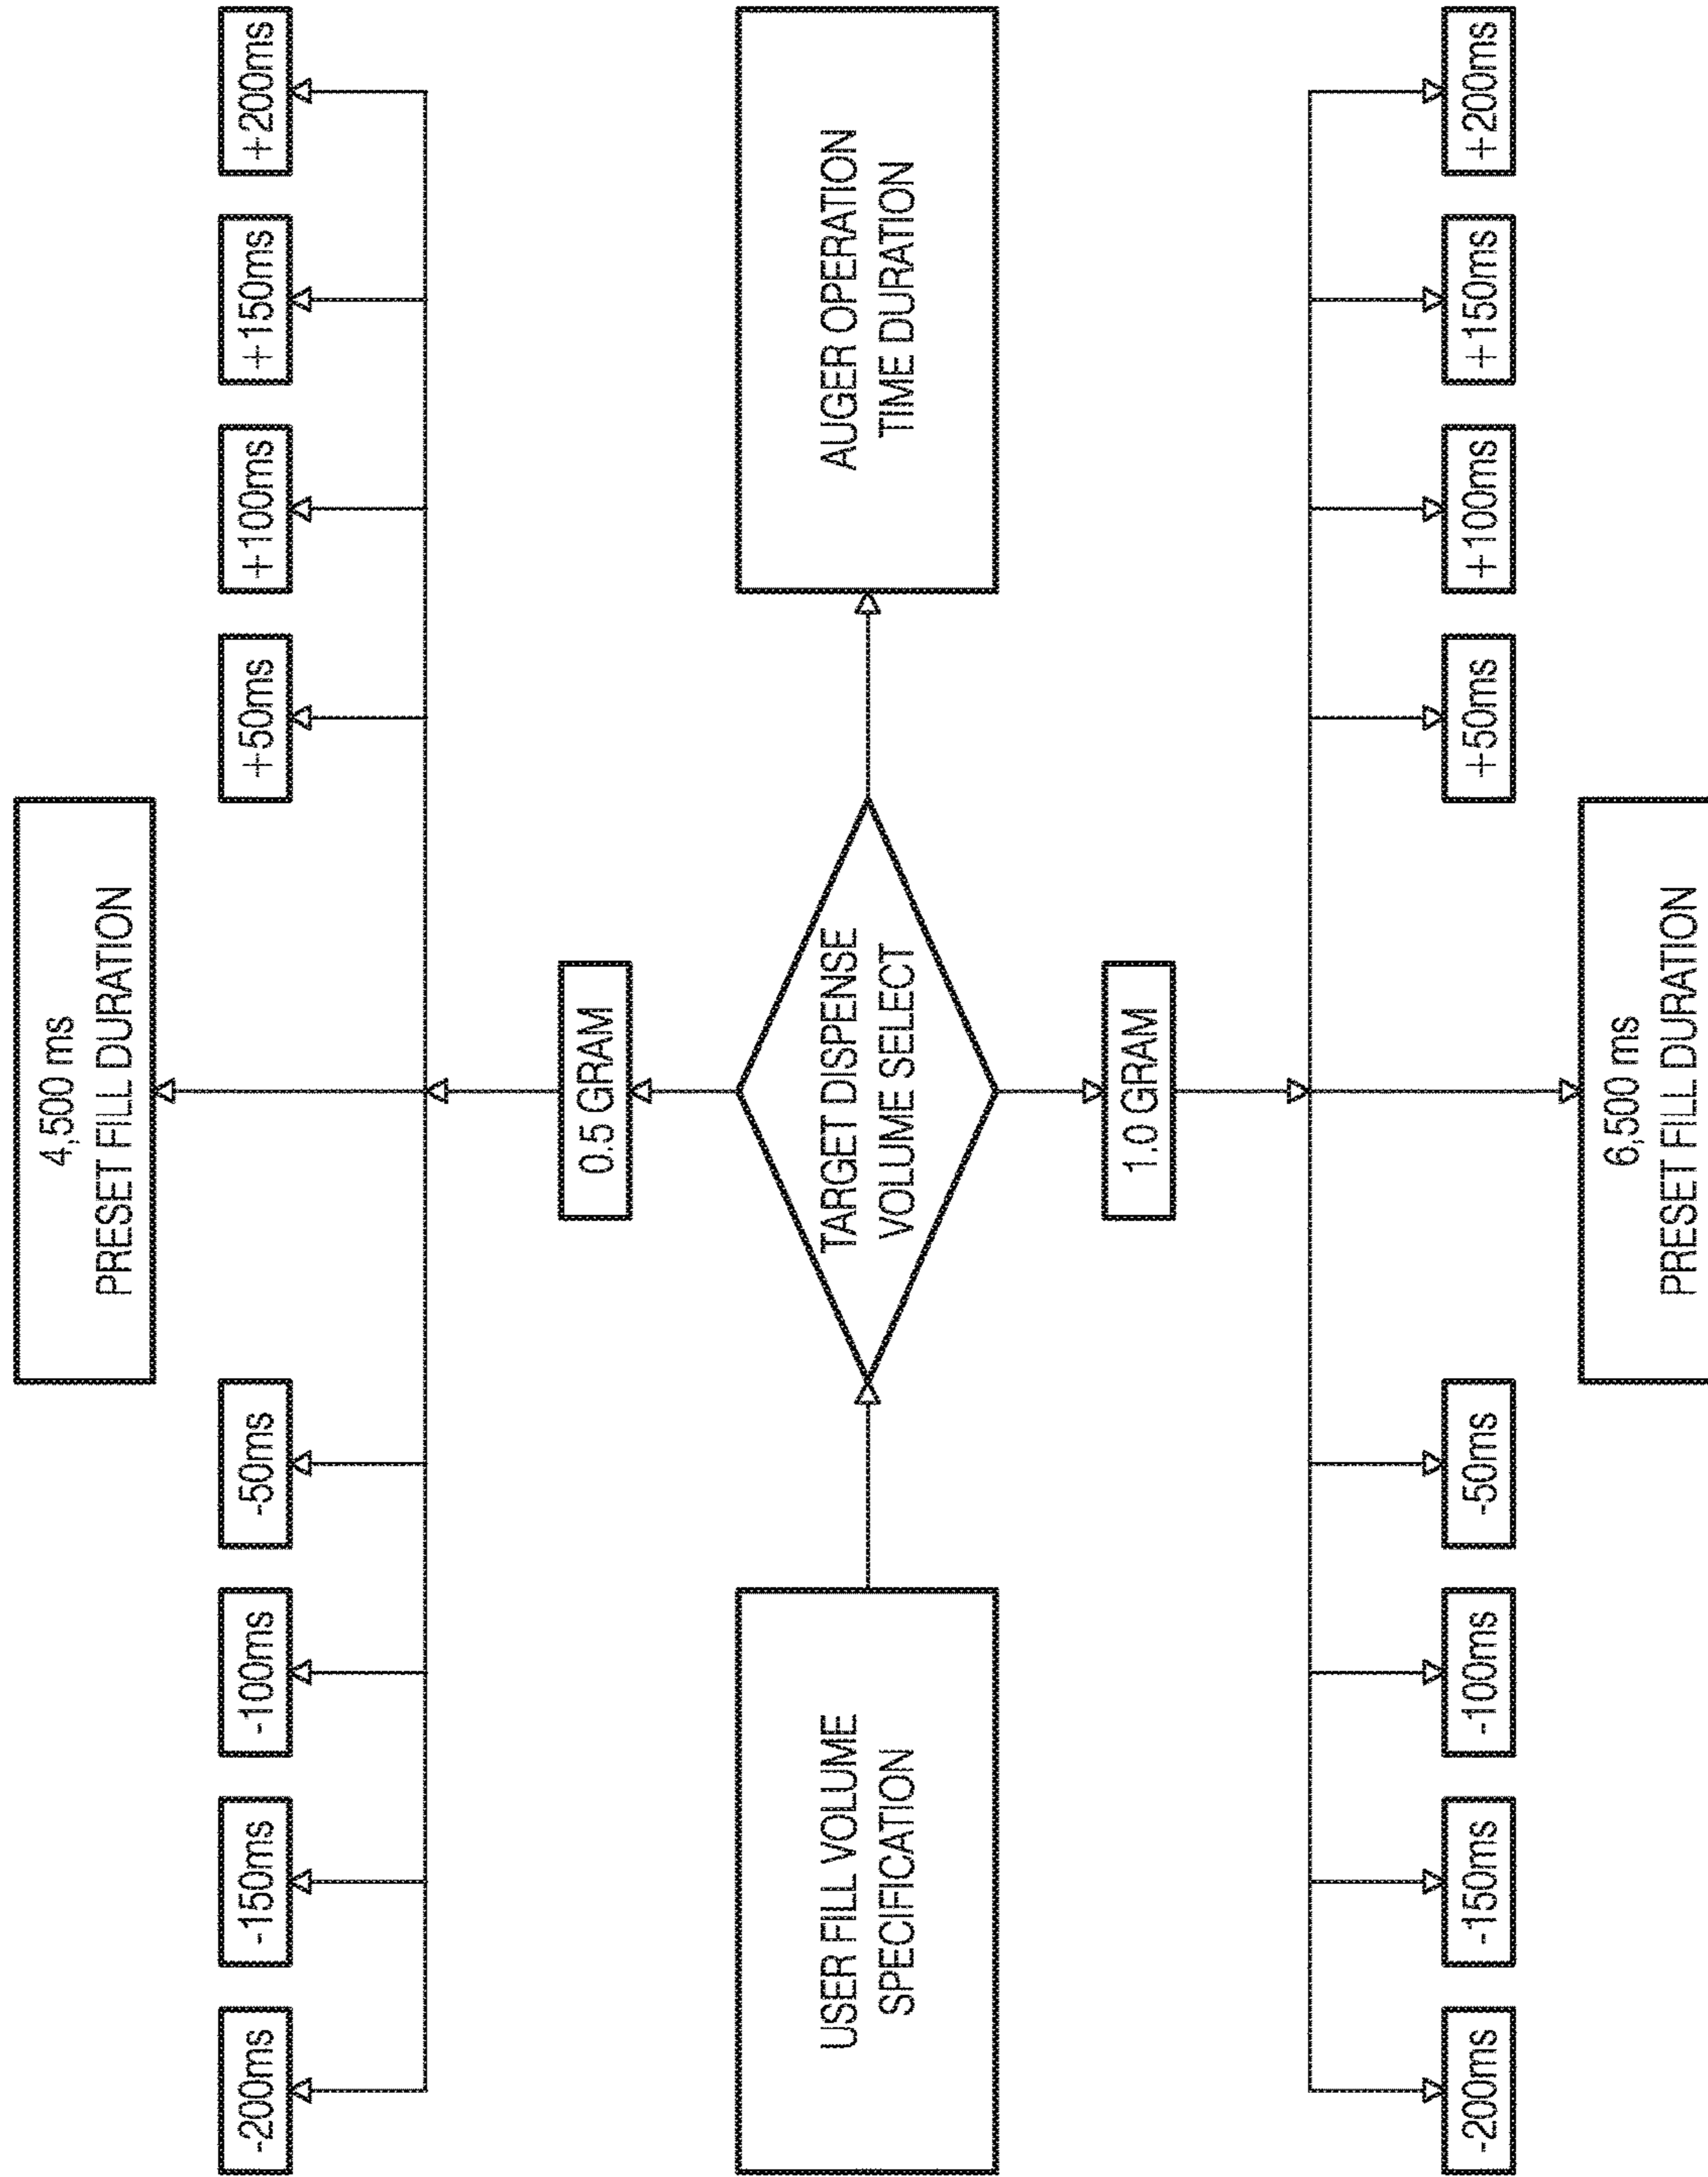 4,500 ms
PRESET FILL DURATION
-200ms
-150ms
-100ms
-50ms
+50ms
+100ms
+150ms
+200ms
0.5 GRAM
USER FILL VOLUME
SPECIFICATION
TARGET DISPENSE
VOLUME SELECT
AUGER OPERATION
TIME DURATION
1.0 GRAM
-200ms
-150ms
-100ms
-50ms
+50ms
+100ms
+150ms
+200ms
6,500 ms
PRESET FILL DURATION